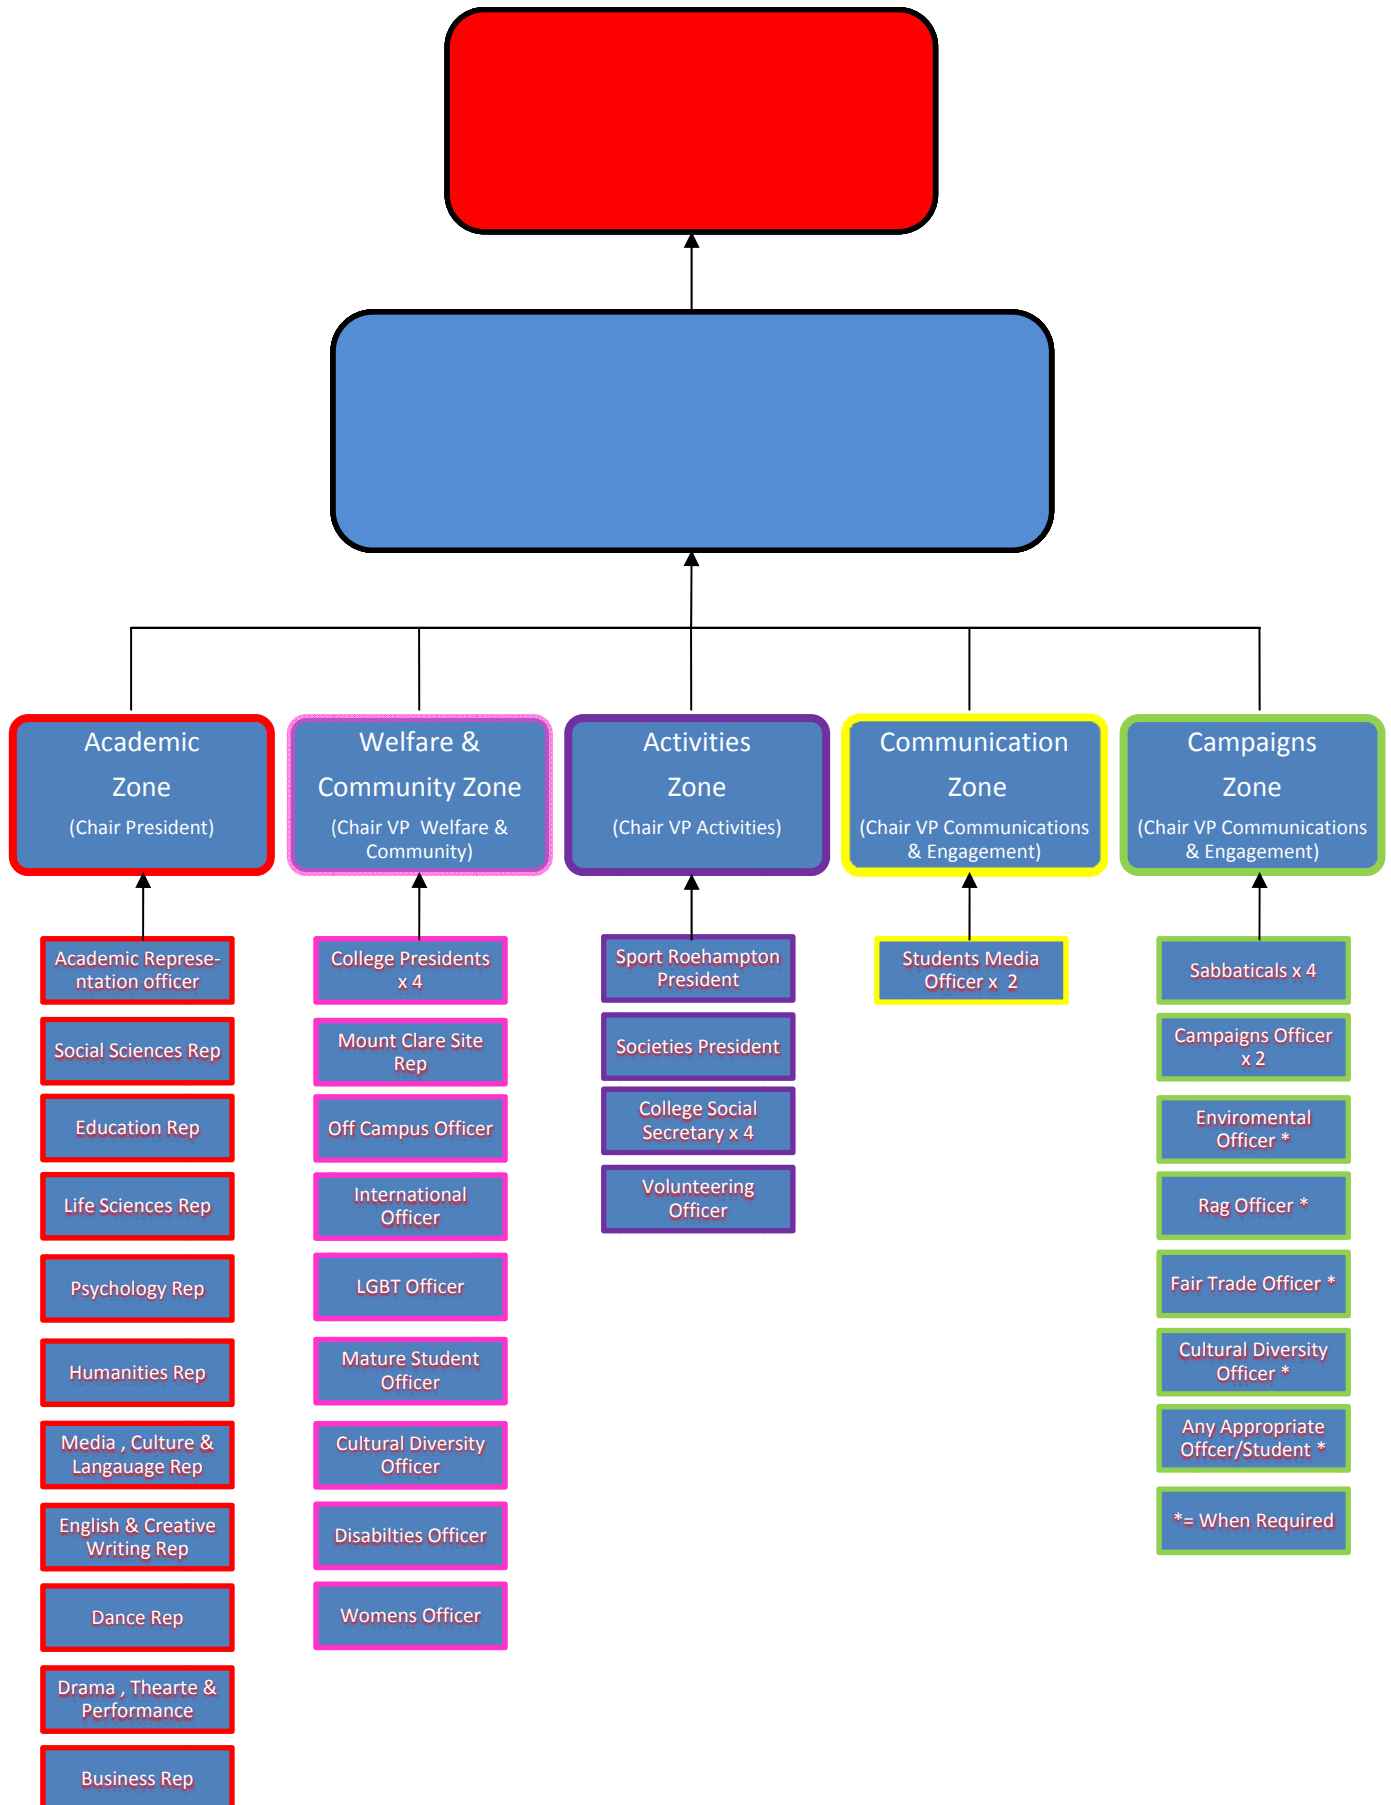 Academic
Zone
(Chair President)
Welfare &
Community Zone
(Chair VP  Welfare &
Community)
Activities
Zone
(Chair VP Activities)
Communication
Zone
(Chair VP Communications
& Engagement)
Campaigns
Zone
(Chair VP Communications
& Engagement)
Academic Represe-
ntation officer
Social Sciences Rep
Education Rep
Life Sciences Rep
Psychology Rep
Humanities Rep
Media , Culture &
Langauage Rep
English & Creative
Writing Rep
Dance Rep
Drama , Thearte &
Performance
Business Rep
College Presidents
x 4
Mount Clare Site
Rep
Off Campus Officer
International
Officer
LGBT Officer
Mature Student
Officer
Cultural Diversity
Officer
Disabilties Officer
Womens Officer
Sport Roehampton
President
Societies President
College Social
Secretary x 4
Volunteering
Officer
Students Media
Officer x  2
Sabbaticals x 4
Campaigns Officer
x 2
Enviromental
Officer *
Rag Officer *
Fair Trade Officer *
Cultural Diversity
Officer *
Any Appropriate
Offcer/Student *
*= When Required